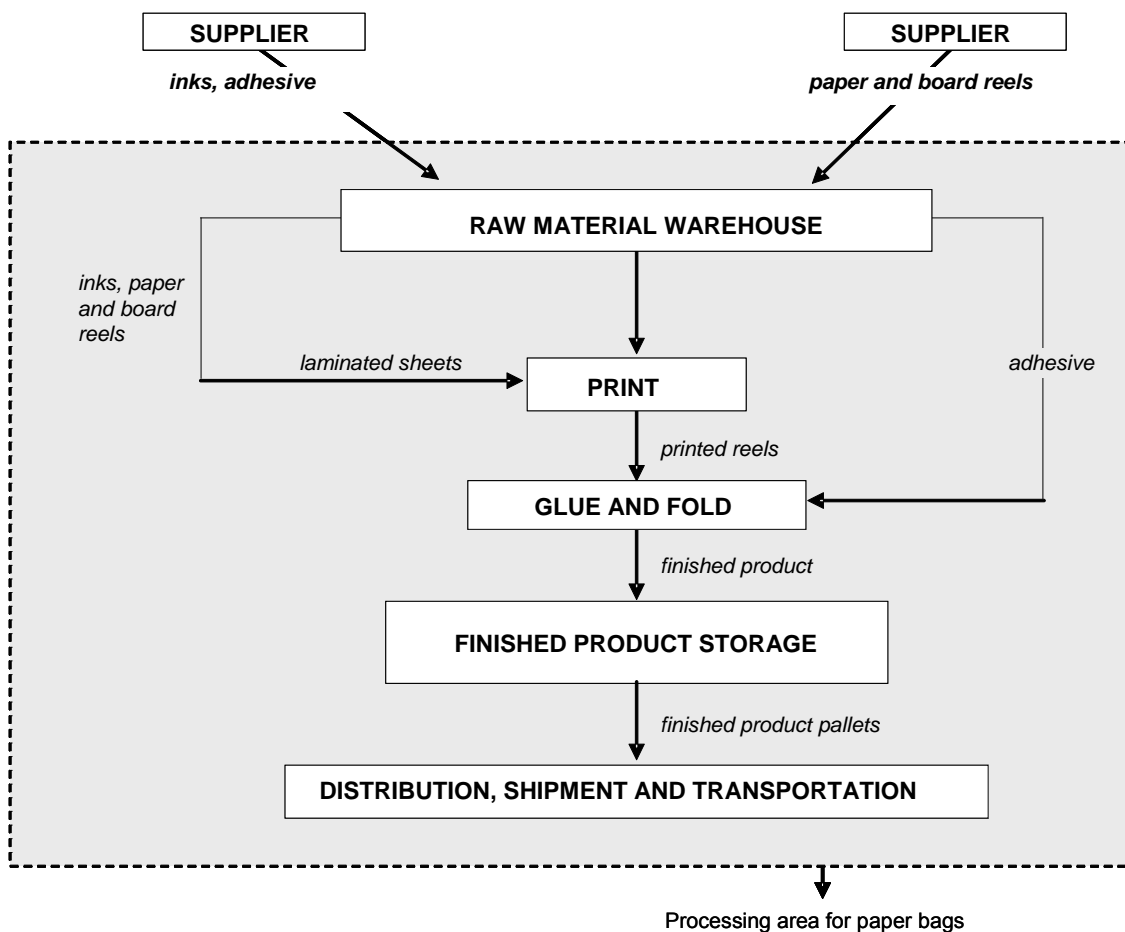 SUPPLIER
SUPPLIER
inks, adhesive
paper and board reels
RAW MATERIAL WAREHOUSE
inks, paper
and board
reels
laminated sheets
PRINT
adhesive
printed reels
GLUE AND FOLD
finished product
FINISHED PRODUCT STORAGE
finished product pallets
DISTRIBUTION, SHIPMENT AND TRANSPORTATION
Processing area for paper bags